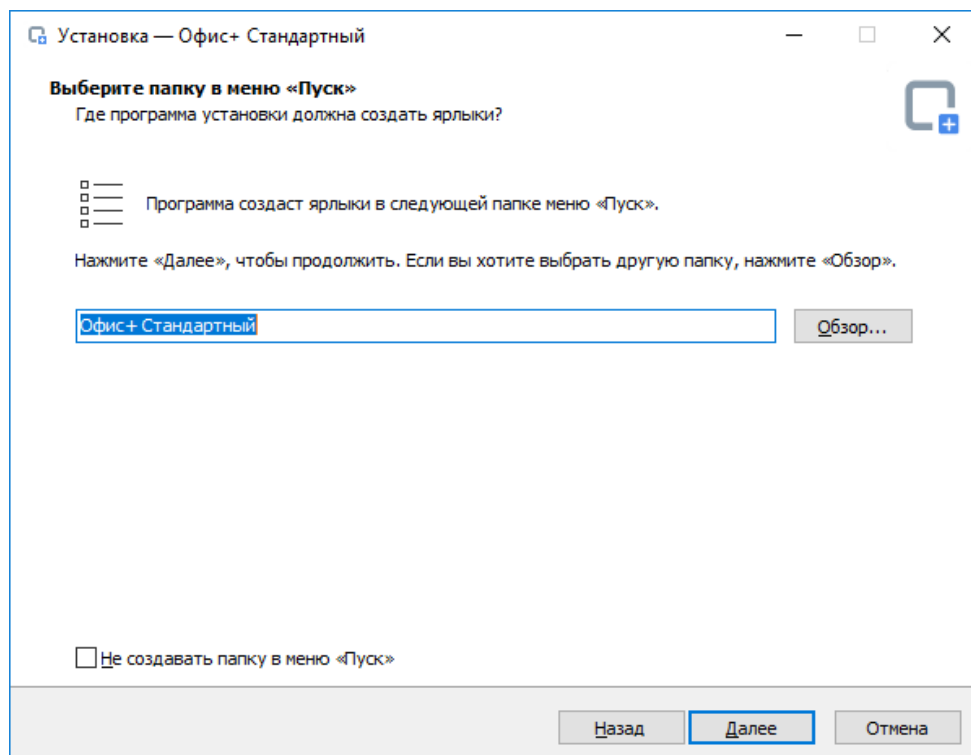 Установка — Офис+ Стандартный
Выберите папку в меню «Пуск»
Где программа установки должна создать ярлыки?
Программа создаст ярлыки в следующей папке меню «Пуск».
Нажмите «Далее», чтобы продолжить. Если вы хотите выбрать другую папку, нажмите «Обзор».
Офис+ Стандартный
Обзор...
Не создавать папку в меню «Пуск»
Назад
Далее
Отмена